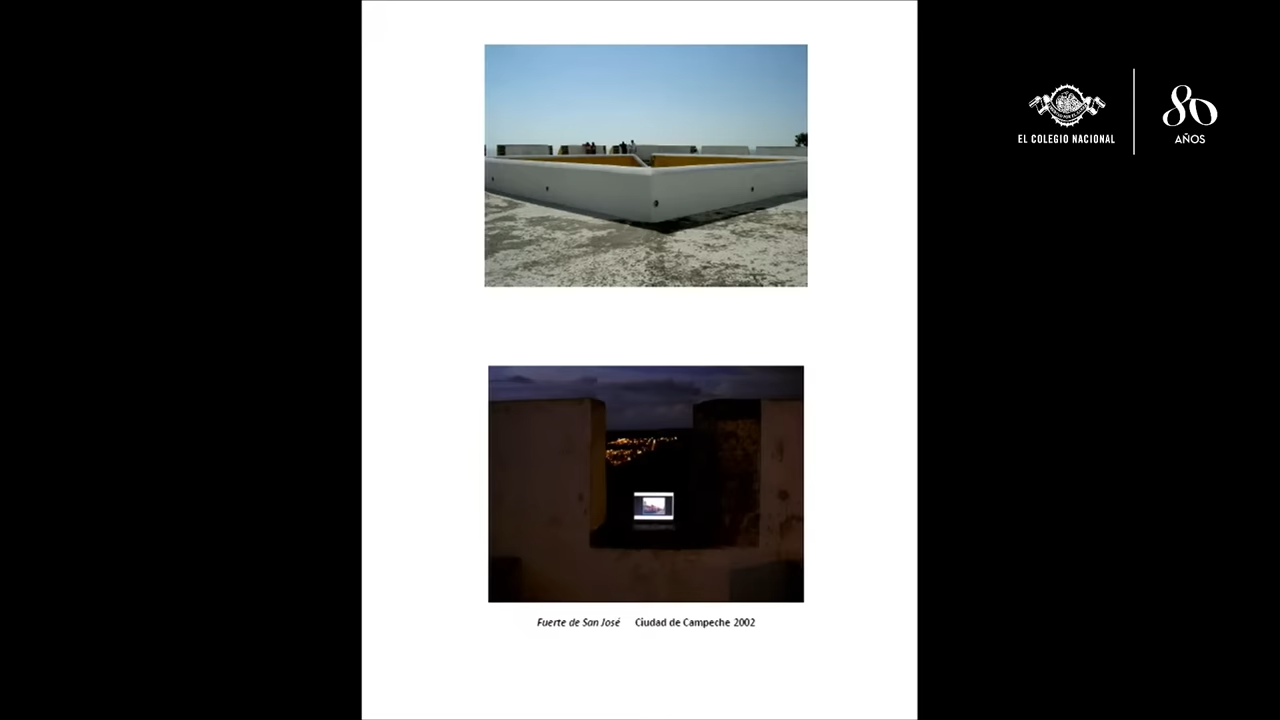 EL COLEGIO NACIONAL
80
AÑOS
Fuerte de San José Ciudad de Campeche 2002